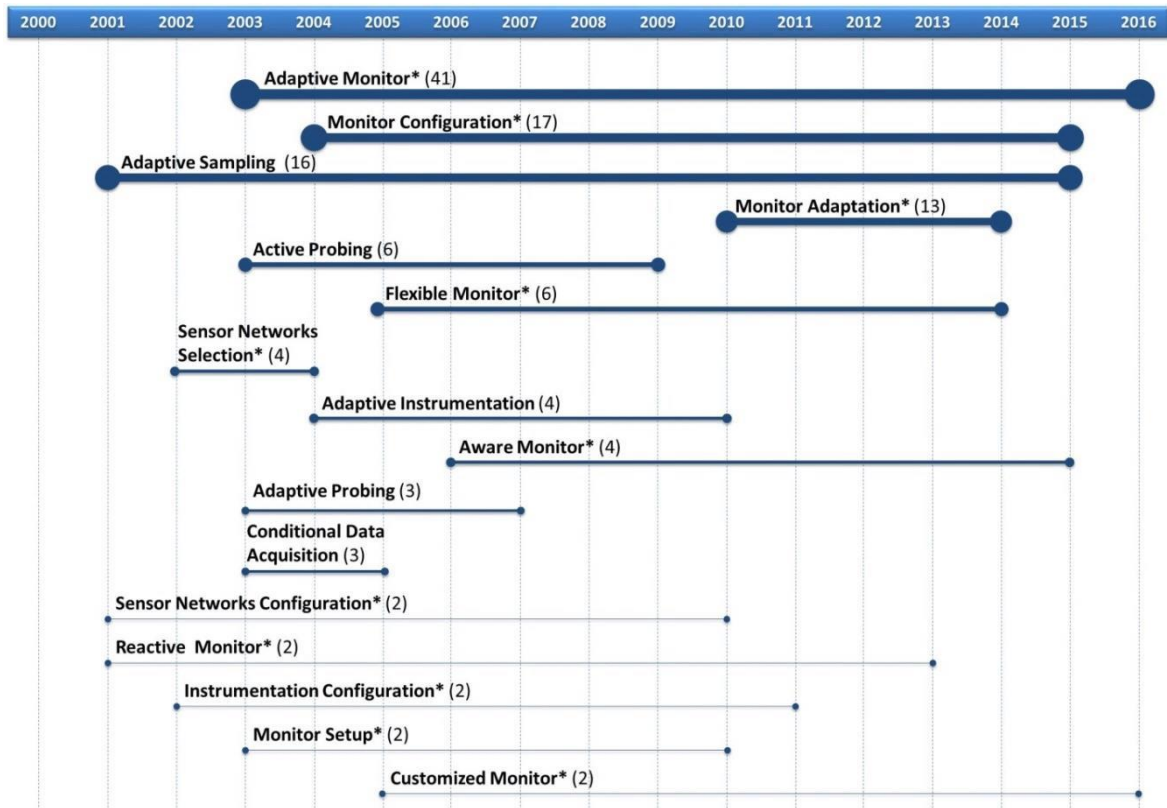 2000 2001 2002 2003 2004 2005 2006 2007 2008 2009 2010 2011 2012 2013 2014 2015 2016
Adaptive Monitor* (41)
Monitor Configuration* (17)
Adaptive Sampling (16)
Monitor Adaptation* (13)
Active Probing (6)
Flexible Monitor* (6)
Sensor Networks
Selection* (4)
Adaptive Instrumentation (4)
Aware Monitor* (4)
Adaptive Probing (3)
Conditional Data
Acquisition (3)
Sensor Networks Configuration* (2)
Reactive Monitor* (2)
Instrumentation Configuration* (2)
Monitor Setup* (2)
Customized Monitor* (2)